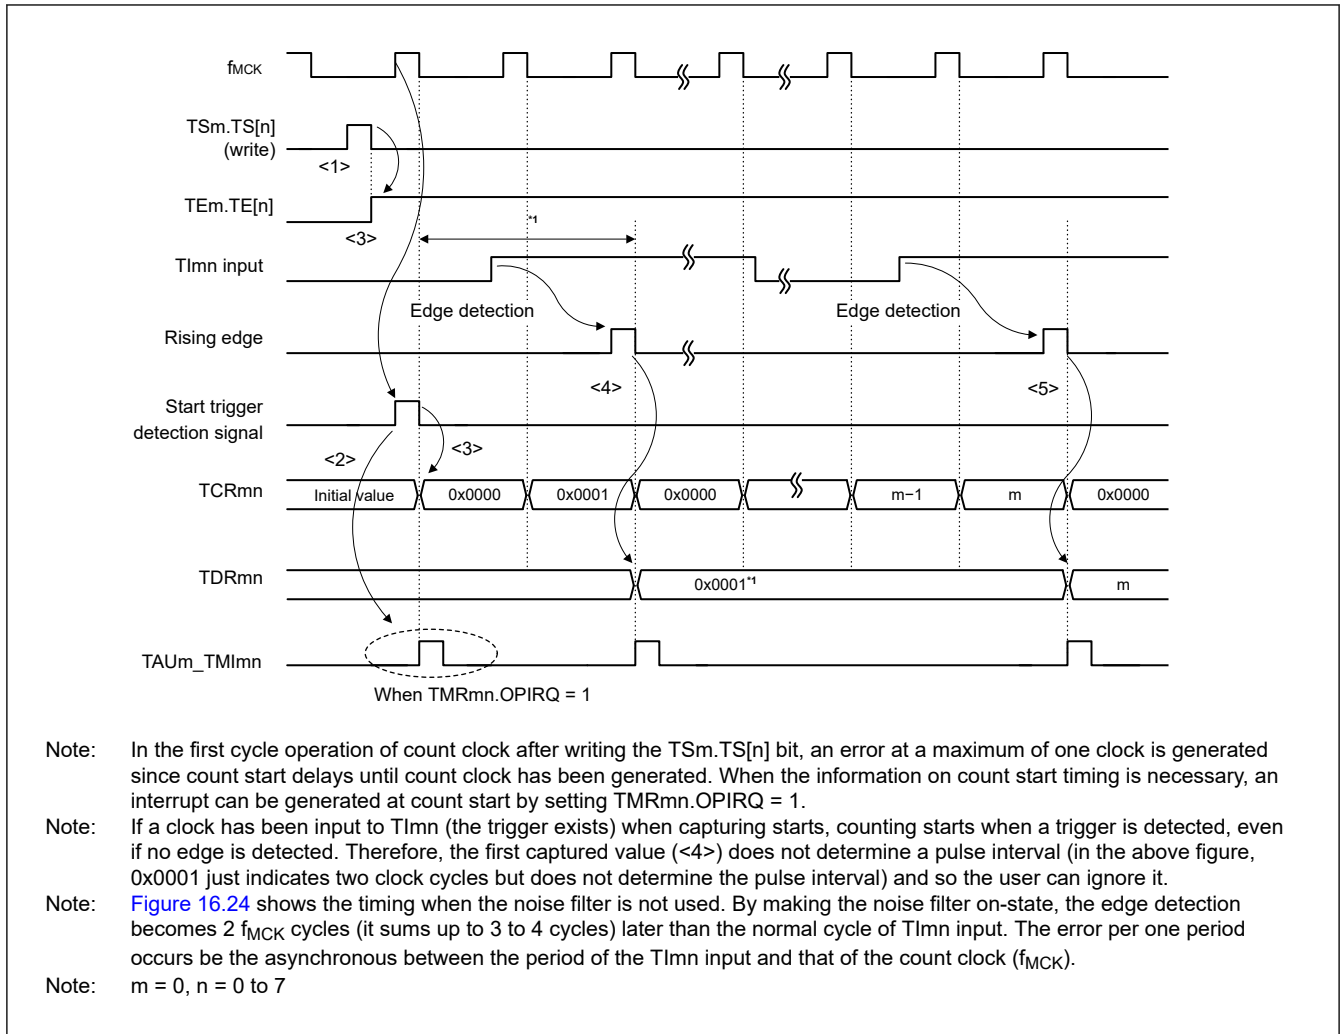 fMCK
TSm.TS[n]
(write)
<1>
TEm.TE[n]
<3>
*1
TImn input
Edge detection
Edge detection
Rising edge
<4>
<5>
Start trigger
detection signal
<2>
<3>
TCRmn
Initial value
0x0000
0x0001
0x0000
m−1
m
0x0000
TDRmn
0x0001*1
m
TAUm_TMImn
When TMRmn.OPIRQ = 1
Note: In the first cycle operation of count clock after writing the TSm.TS[n] bit, an error at a maximum of one clock is generated
since count start delays until count clock has been generated. When the information on count start timing is necessary, an
interrupt can be generated at count start by setting TMRmn.OPIRQ = 1.
Note: If a clock has been input to TImn (the trigger exists) when capturing starts, counting starts when a trigger is detected, even
if no edge is detected. Therefore, the first captured value (<4>) does not determine a pulse interval (in the above figure,
0x0001 just indicates two clock cycles but does not determine the pulse interval) and so the user can ignore it.
Note: Figure 16.24 shows the timing when the noise filter is not used. By making the noise filter on-state, the edge detection
becomes 2 fMCK cycles (it sums up to 3 to 4 cycles) later than the normal cycle of TImn input. The error per one period
occurs be the asynchronous between the period of the TImn input and that of the count clock (fMCK).
Note: m = 0, n = 0 to 7